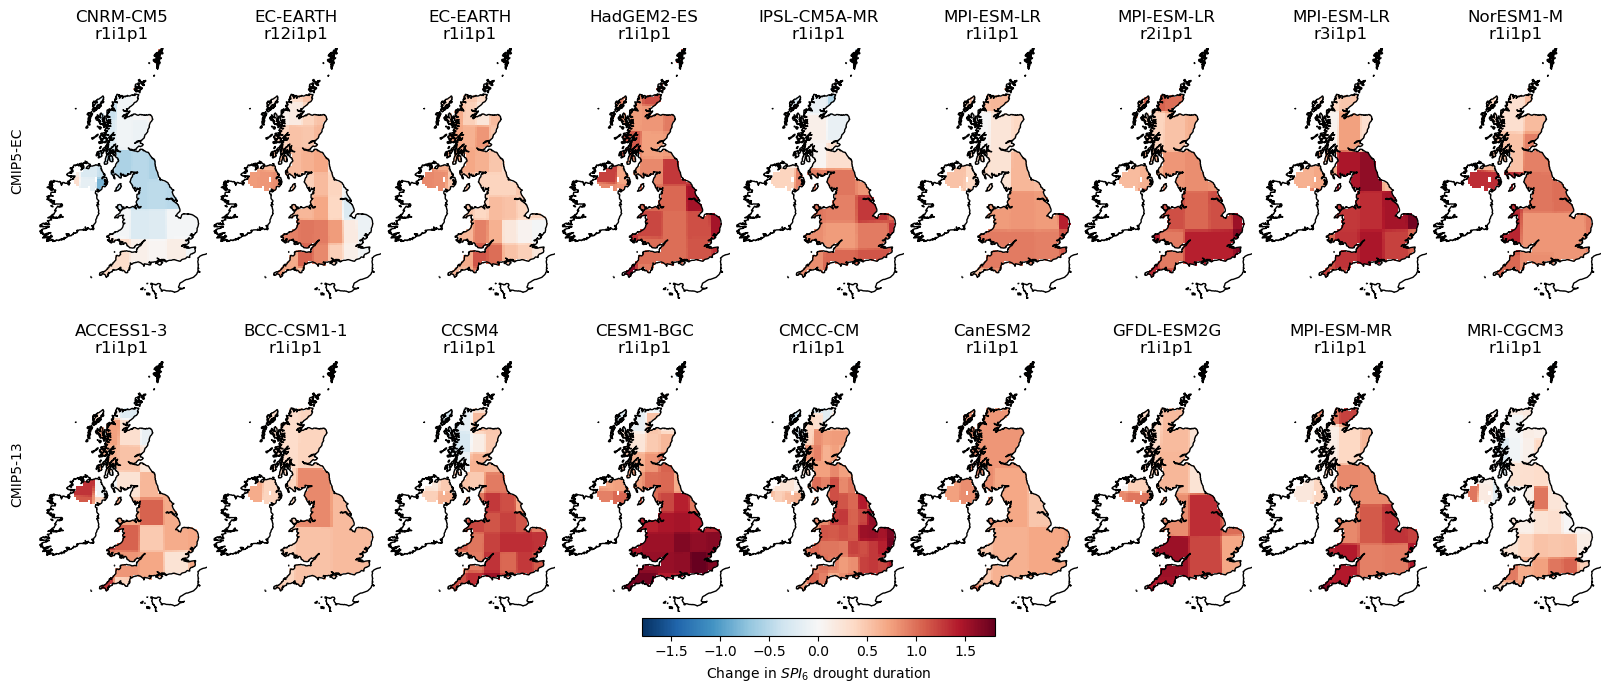 CNRM-CM5 EC-EARTH EC-EARTH HadGEM2-ES IPSL-CM5A-MR MPI-ESM-LR MPI-ESM-LR MPI-ESM-LR NorESM1-M
r1i1p1 r12i1p1 r1i1p1 r1i1p1 r1i1p1 r1i1p1 r2i1p1 r3i1p1 r1i1p1
CMIP5-EC
ACCESS1-3 BCC-CSM1-1 CCSM4 CESM1-BGC CMCC-CM CanESM2 GFDL-ESM2G MPI-ESM-MR MRI-CGCM3
r1i1p1 r1i1p1 r1i1p1 r1i1p1 r1i1p1 r1i1p1 r1i1p1 r1i1p1 r1i1p1
CMIP5-13
−1.5 −1.0 −0.5 0.0 0.5 1.0 1.5
Change in SPI₆ drought duration